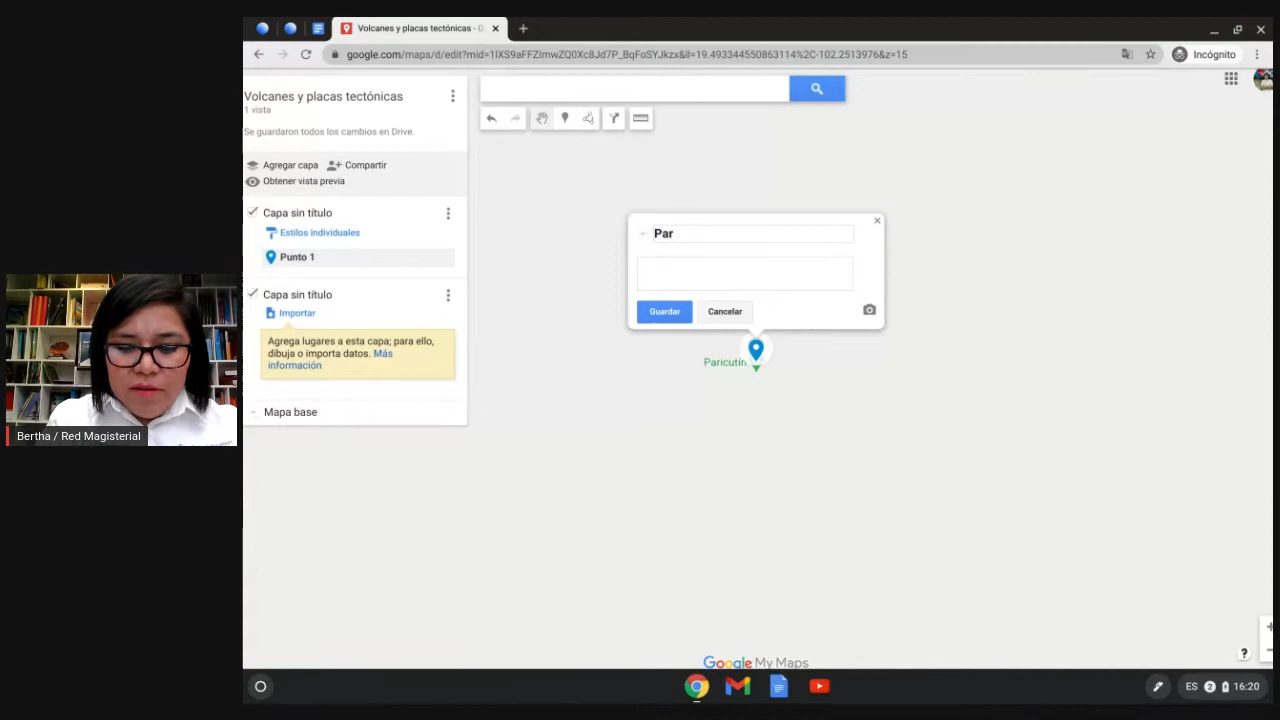 Volcanes y placas tectónicas - G
google.com/maps/d/edit?mid=1IXS9aFFZImwZQ0Xc8Jd7P_BqFoSYJkzx&ll=19.493344550863114%2C-102.2513976&z=15
Incógnito
Volcanes y placas tectónicas
1 vista
Se guardaron todos los cambios en Drive.
Agregar capa
Compartir
Obtener vista previa
Capa sin título
Estilos individuales
Punto 1
Capa sin título
Importar
Agrega lugares a esta capa; para ello,
dibuja o importa datos. Más
información
Mapa base
Par
Guardar
Cancelar
Paricutín
Google My Maps
Bertha / Red Magisterial
ES 2 16:20